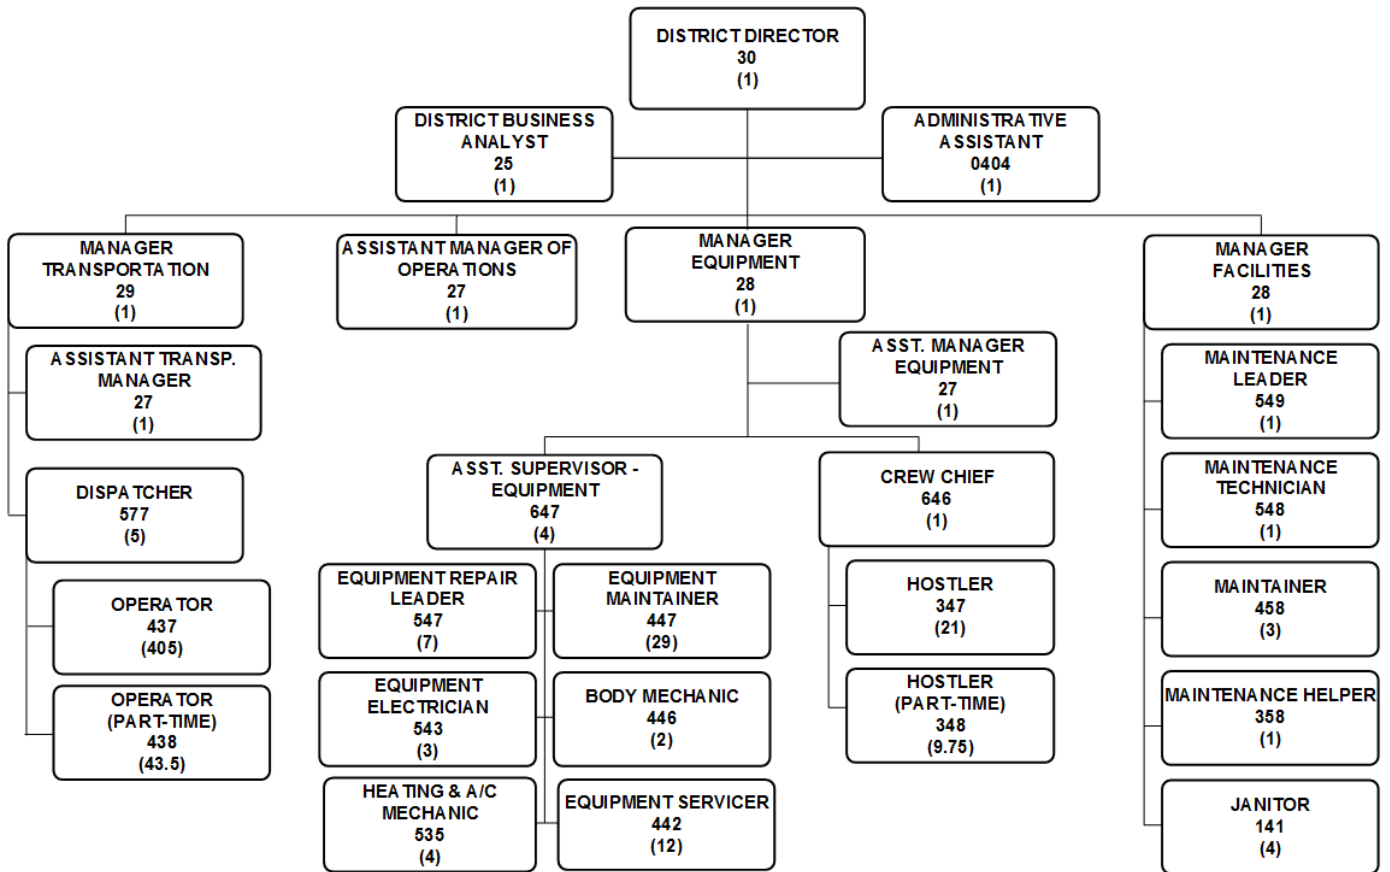 DISTRICT DIRECTOR
30
(1)
DISTRICT BUSINESS
ANALYST
25
(1)
ADMINISTRATIVE
ASSISTANT
0404
(1)
MANAGER
TRANSPORTATION
29
(1)
ASSISTANT MANAGER OF
OPERATIONS
27
(1)
MANAGER
EQUIPMENT
28
(1)
MANAGER
FACILITIES
28
(1)
ASSISTANT TRANSP.
MANAGER
27
(1)
ASST. MANAGER
EQUIPMENT
27
(1)
MAINTENANCE
LEADER
549
(1)
DISPATCHER
577
(5)
ASST. SUPERVISOR -
EQUIPMENT
647
(4)
CREW CHIEF
646
(1)
MAINTENANCE
TECHNICIAN
548
(1)
OPERATOR
437
(405)
EQUIPMENT REPAIR
LEADER
547
(7)
EQUIPMENT
MAINTAINER
447
(29)
HOSTLER
347
(21)
MAINTAINER
458
(3)
OPERATOR
(PART-TIME)
438
(43.5)
EQUIPMENT
ELECTRICIAN
543
(3)
BODY MECHANIC
446
(2)
HOSTLER
(PART-TIME)
348
(9.75)
MAINTENANCE HELPER
358
(1)
HEATING & A/C
MECHANIC
535
(4)
EQUIPMENT SERVICER
442
(12)
JANITOR
141
(4)